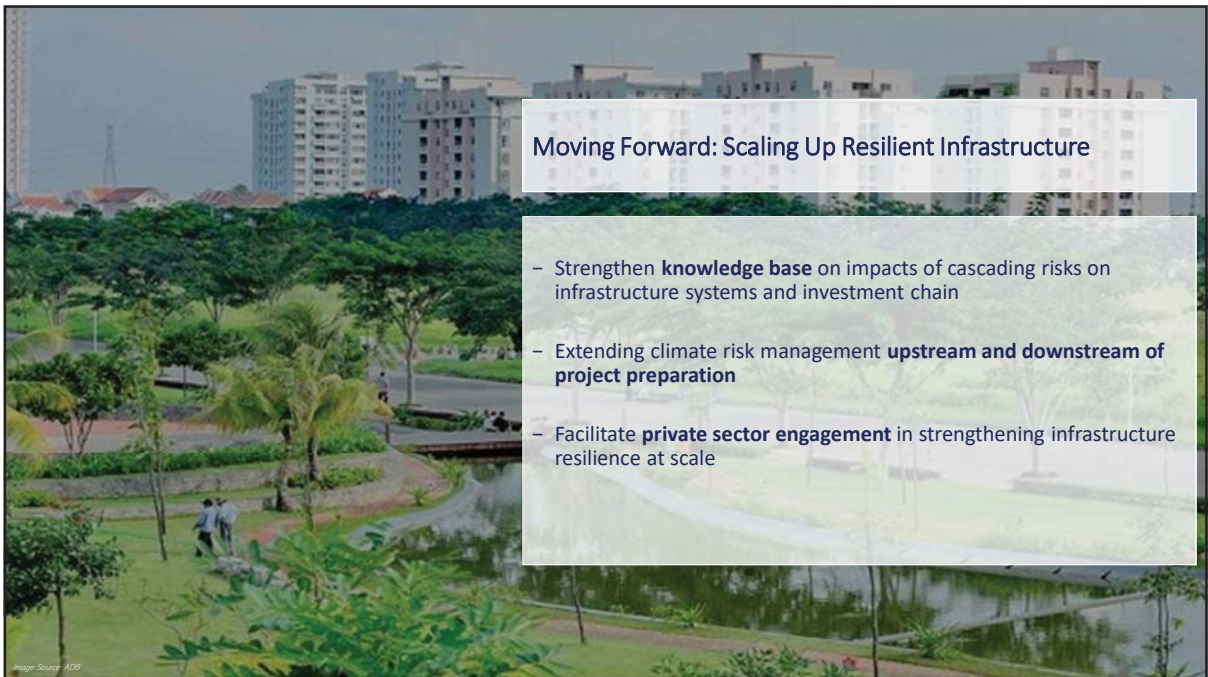 Moving Forward: Scaling Up Resilient Infrastructure
– Strengthen knowledge base on impacts of cascading risks on
infrastructure systems and investment chain
– Extending climate risk management upstream and downstream of
project preparation
– Facilitate private sector engagement in strengthening infrastructure
resilience at scale
Image Source: ADB